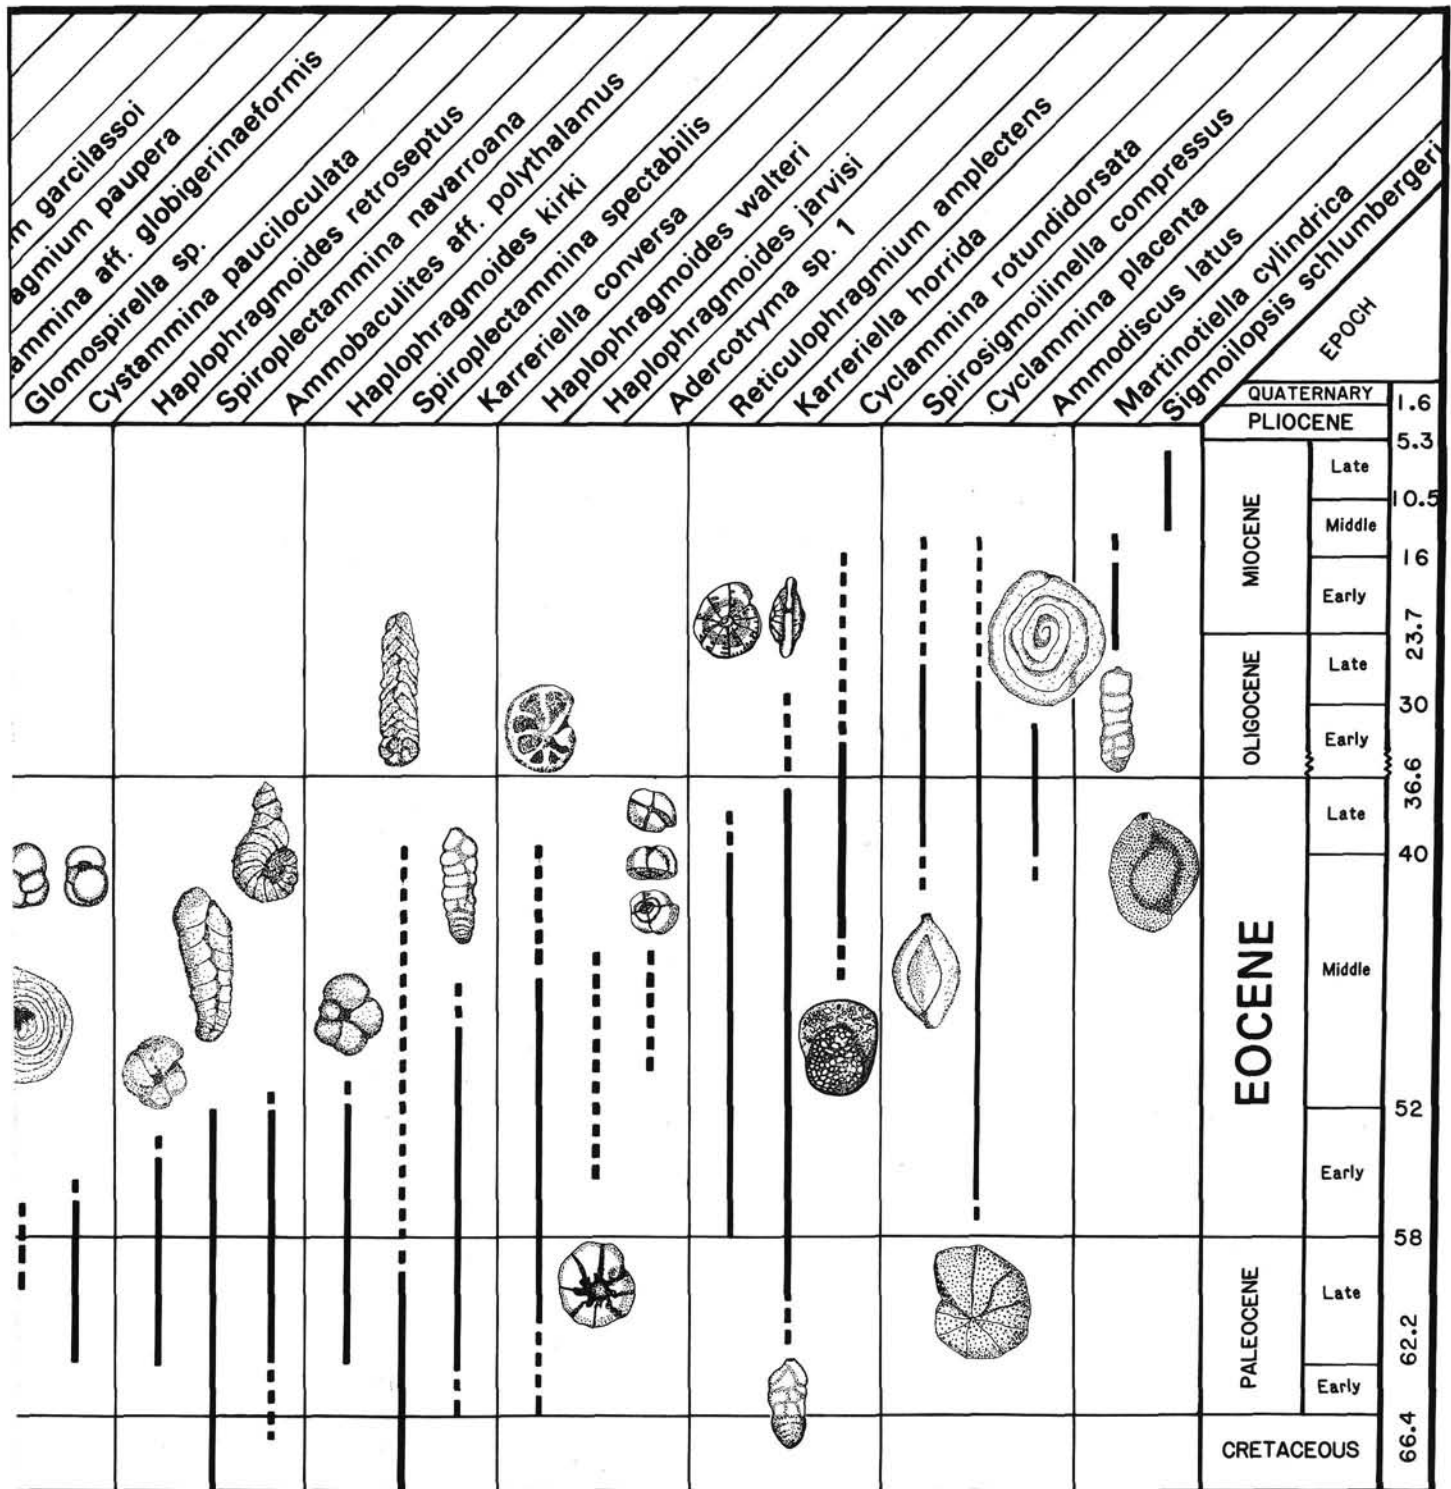 m garcilassoi
agmium paupera
ammina aff. globigerinaeformis
Glomospirella sp.
Cystammina pauciloculata
Haplophragmoides retroseptus
Spiroplectammina navarroana
Ammobaculites aff. polythalamus
Haplophragmoides kirki
Spiroplectammina spectabilis
Karreriella conversa
Haplophragmoides walteri
Haplophragmoides jarvisi
Adercotryma sp. 1
Reticulophragmium amplectens
Karreriella horrida
Cyclammina rotundidorsata
Spirosigmoilinella compressus
Cyclammina placenta
Ammodiscus latus
Martinotiella cylindrica
Sigmoilopsis schlumbergeri
EPOCH
QUATERNARY
1.6
PLIOCENE
5.3
MIOCENE
Late
10.5
Middle
16
Early
23.7
OLIGOCENE
Late
30
Early
36.6
EOCENE
Late
40
Middle
52
Early
58
PALEOCENE
Late
62.2
Early
66.4
CRETACEOUS